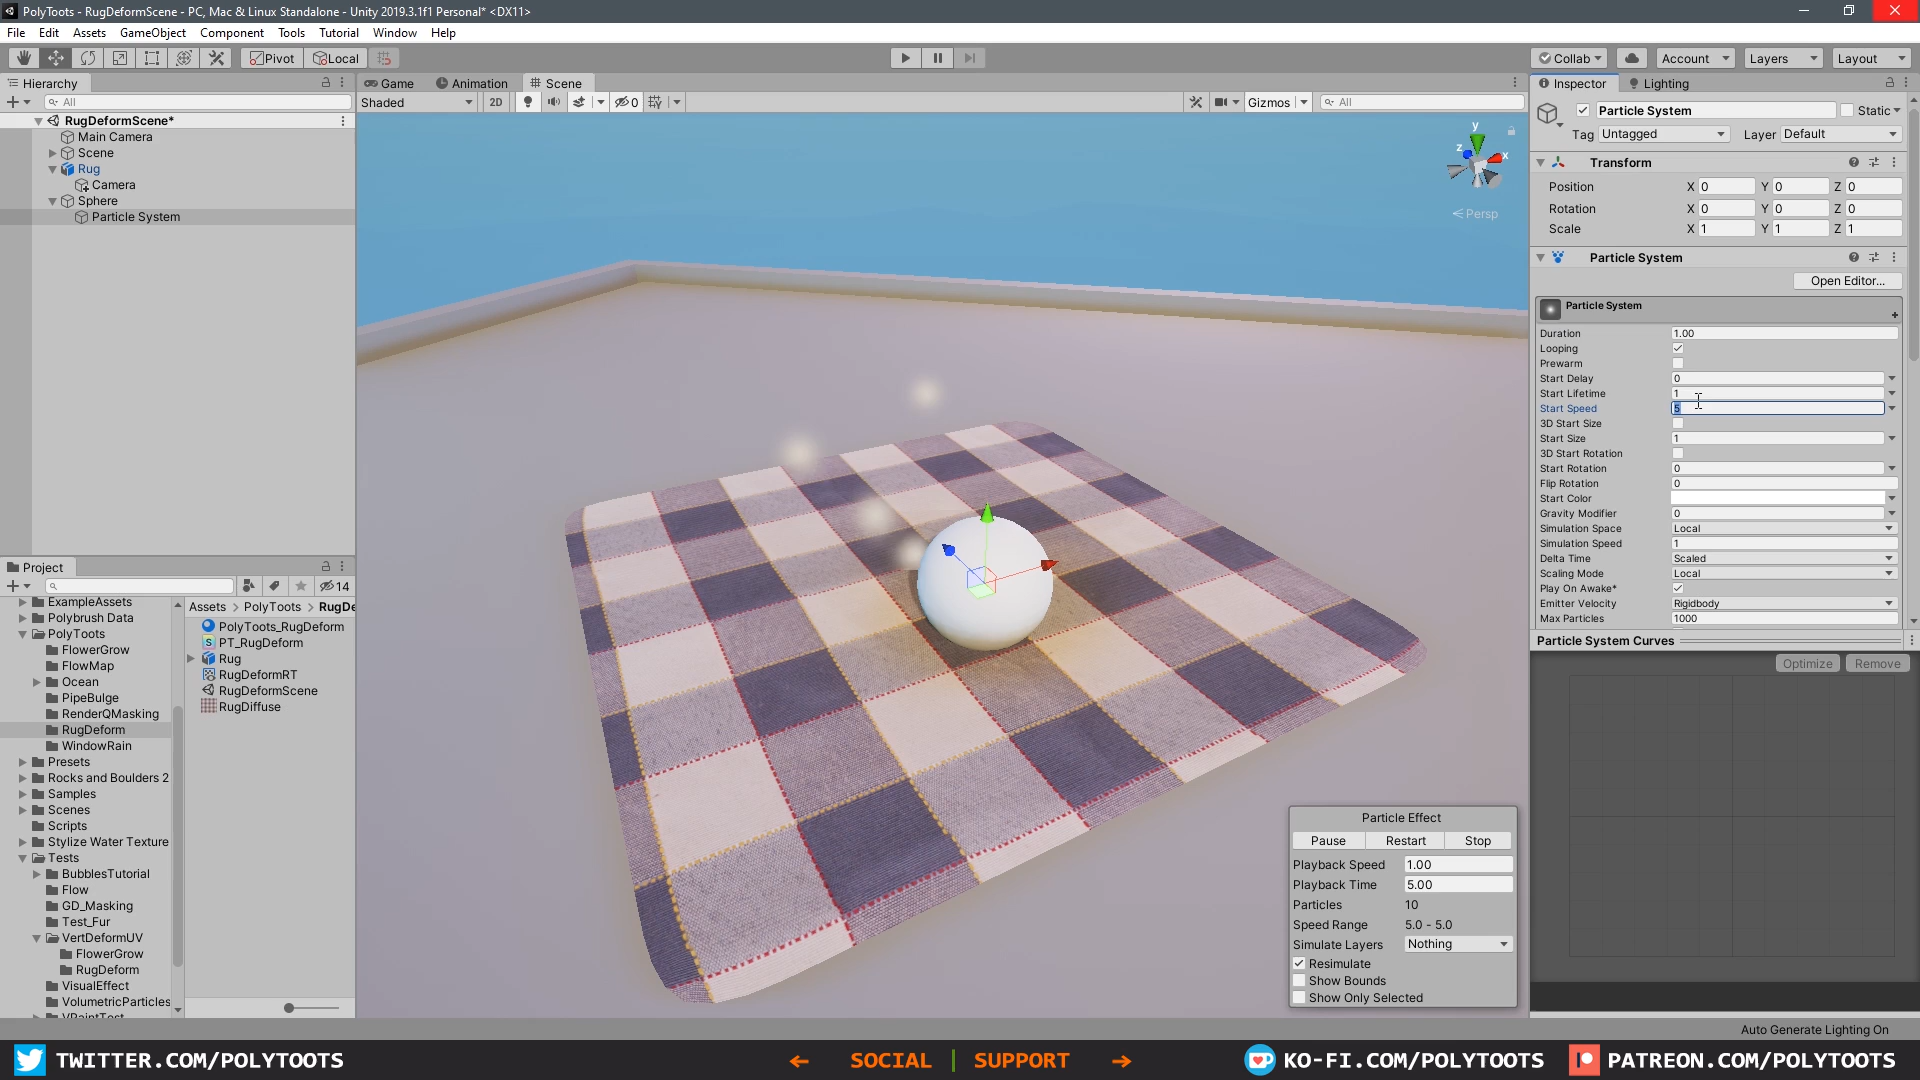 PolyToots - RugDeformScene - PC, Mac & Linux Standalone - Unity 2019.3.1f1 Personal* <DX11>
File Edit Assets GameObject Component Tools Tutorial Window Help
Pivot Local Collab Account Layers Layout
Hierarchy
All
RugDeformScene*
Main Camera
Scene
Rug
Camera
Sphere
Particle System
Game Animation Scene
Shaded 2D 0 Gizmos All
y
z x
Persp
Inspector Lighting
Particle System Static
Tag Untagged Layer Default
Transform
Position X 0 Y 0 Z 0
Rotation X 0 Y 0 Z 0
Scale X 1 Y 1 Z 1
Particle System
Open Editor...
Particle System
Duration 1.00
Looping
Prewarm
Start Delay 0
Start Lifetime 1
Start Speed 5
3D Start Size
Start Size 1
3D Start Rotation
Start Rotation 0
Flip Rotation 0
Start Color
Gravity Modifier 0
Simulation Space Local
Simulation Speed 1
Delta Time Scaled
Scaling Mode Local
Play On Awake*
Emitter Velocity Rigidbody
Max Particles 1000
Particle System Curves
Optimize Remove
Project
14
ExampleAssets
Polybrush Data
PolyToots
FlowerGrow
FlowMap
Ocean
PipeBulge
RenderQMasking
RugDeform
WindowRain
Presets
Rocks and Boulders 2
Samples
Scenes
Scripts
Stylize Water Texture
Tests
BubblesTutorial
Flow
GD_Masking
Test_Fur
VertDeformUV
FlowerGrow
RugDeform
VisualEffect
VolumetricParticles
VPaintTest
Assets > PolyToots > RugDe
PolyToots_RugDeform
PT_RugDeform
Rug
RugDeformRT
RugDeformScene
RugDiffuse
Particle Effect
Pause Restart Stop
Playback Speed 1.00
Playback Time 5.00
Particles 10
Speed Range 5.0 - 5.0
Simulate Layers Nothing
Resimulate
Show Bounds
Show Only Selected
Auto Generate Lighting On
TWITTER.COM/POLYTOOTS ← SOCIAL | SUPPORT → KO-FI.COM/POLYTOOTS PATREON.COM/POLYTOOTS